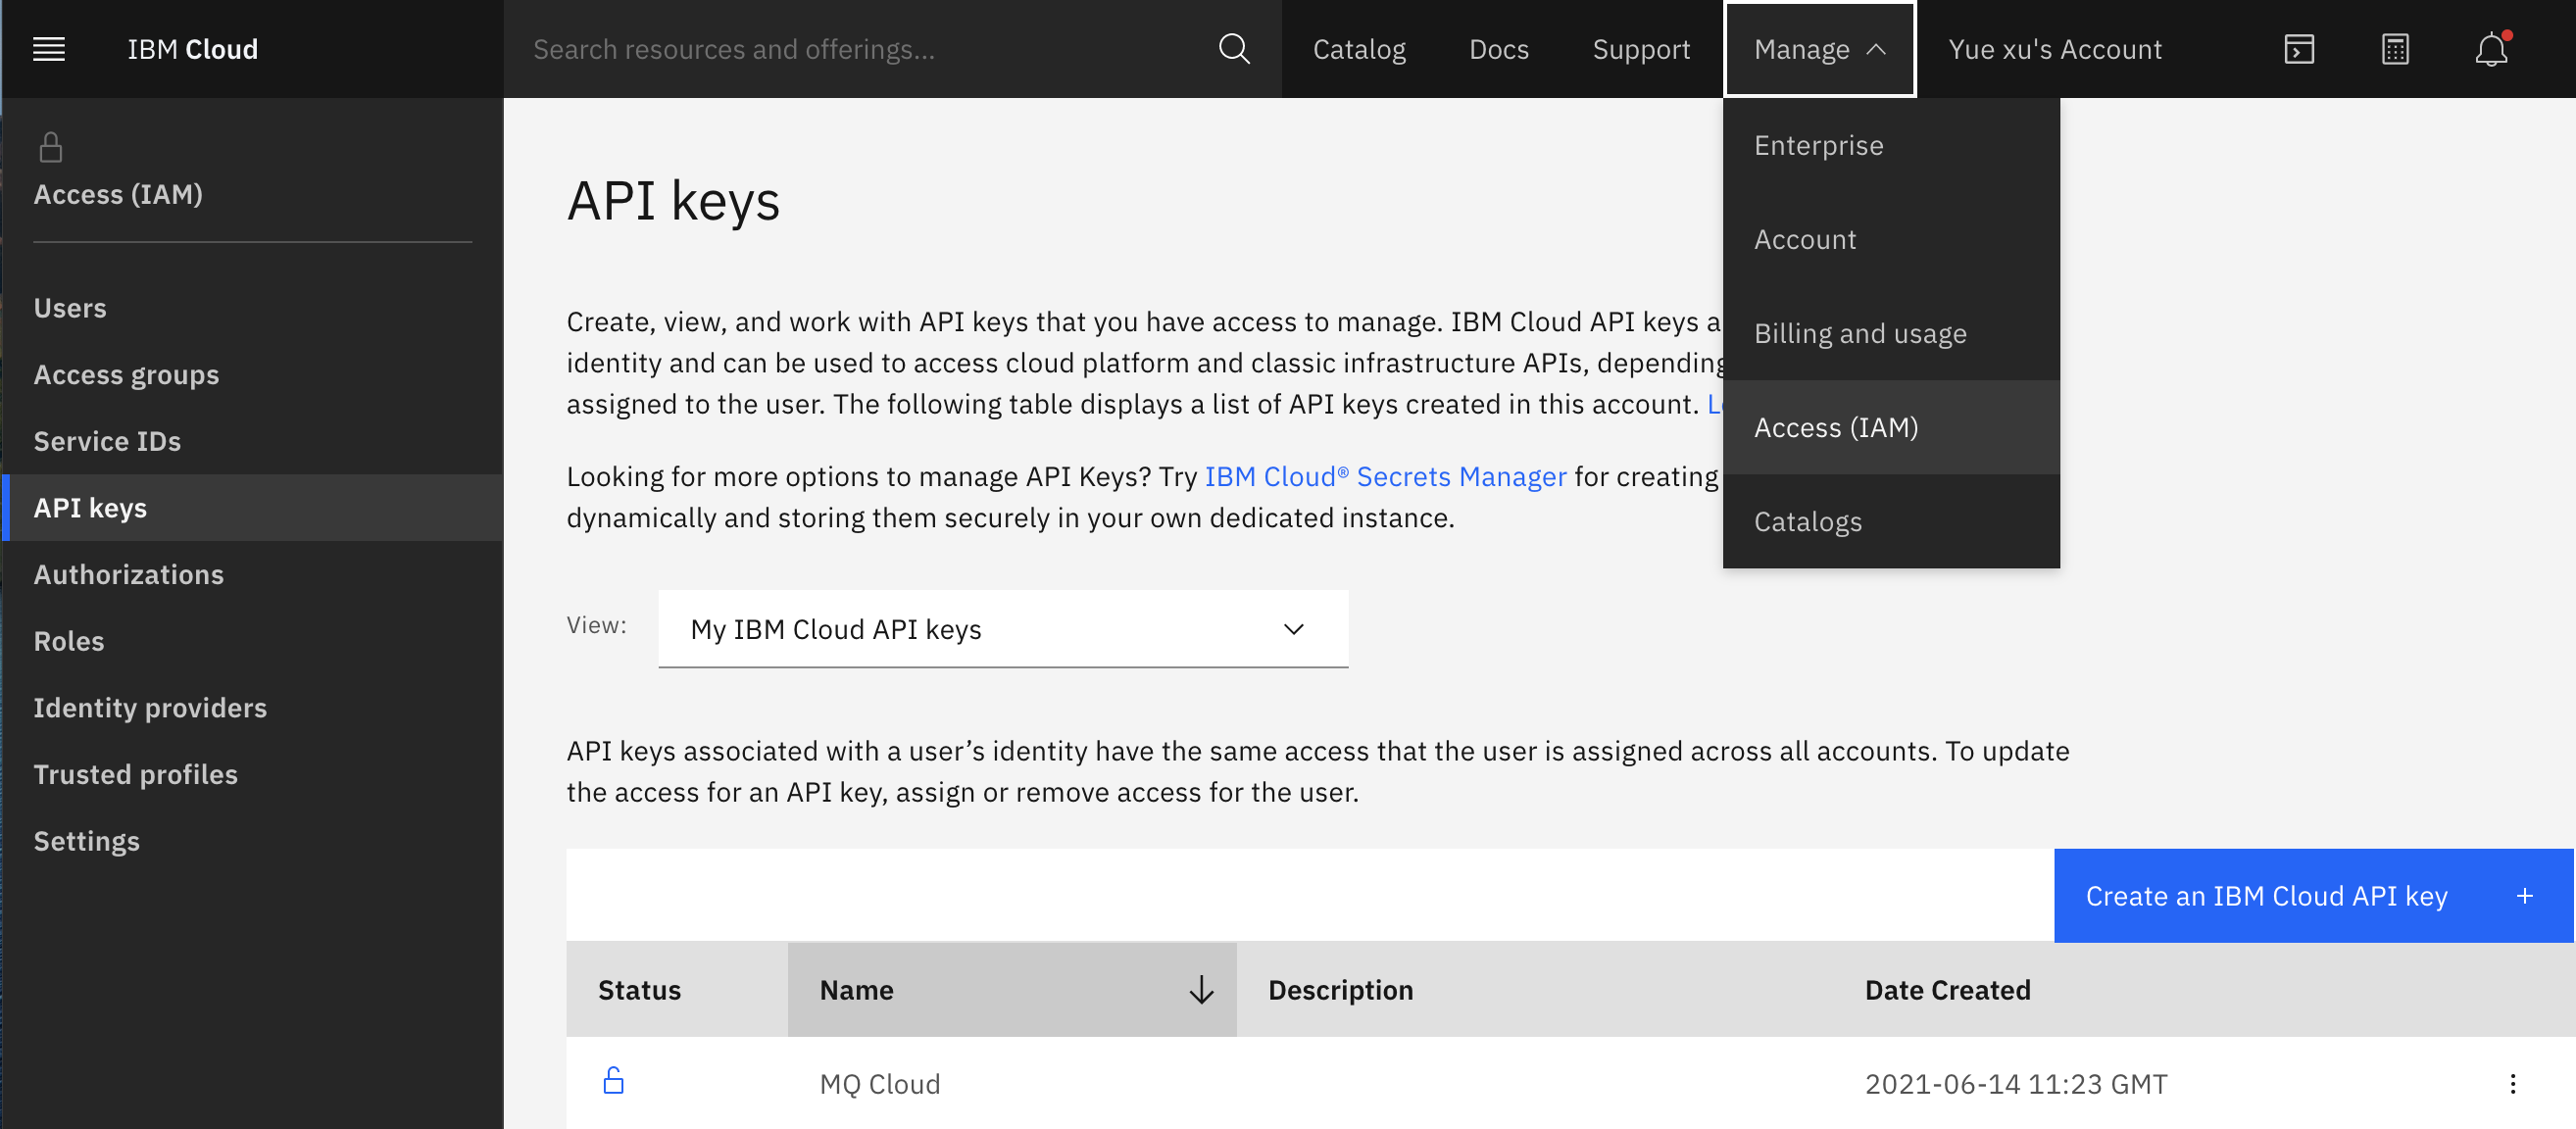 IBM Cloud
Search resources and offerings...
Catalog
Docs
Support
Manage
Yue xu's Account
Enterprise
Account
Billing and usage
Access (IAM)
Catalogs
Access (IAM)
Users
Access groups
Service IDs
API keys
Authorizations
Roles
Identity providers
Trusted profiles
Settings
API keys
Create, view, and work with API keys that you have access to manage. IBM Cloud API keys a
identity and can be used to access cloud platform and classic infrastructure APIs, depending
assigned to the user. The following table displays a list of API keys created in this account. L
Looking for more options to manage API Keys? Try IBM Cloud® Secrets Manager for creating
dynamically and storing them securely in your own dedicated instance.
View:
My IBM Cloud API keys
API keys associated with a user’s identity have the same access that the user is assigned across all accounts. To update
the access for an API key, assign or remove access for the user.
Create an IBM Cloud API key +
Status
Name
Description
Date Created
MQ Cloud
2021-06-14 11:23 GMT